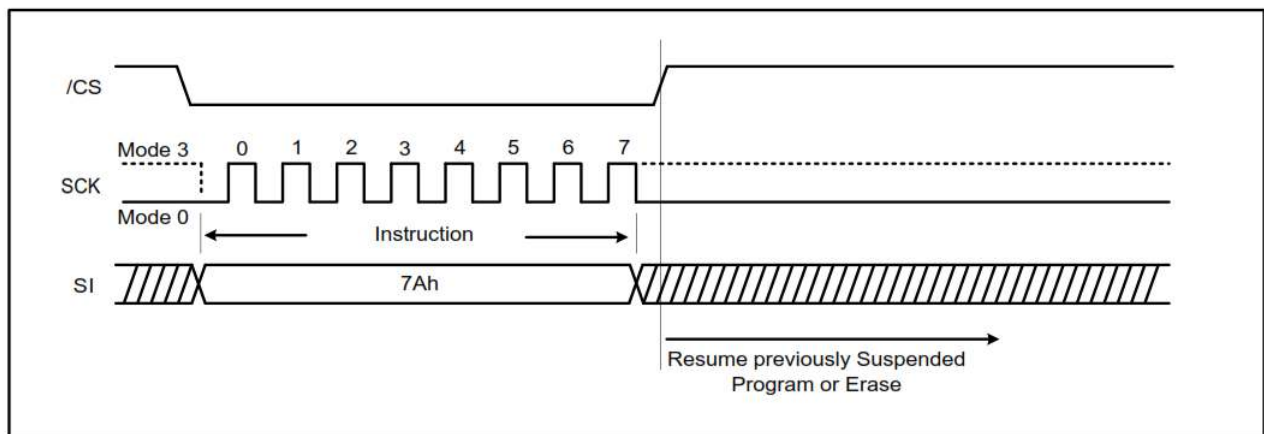 /CS
Mode 3
0 1 2 3 4 5 6 7
SCK
Mode 0
Instruction
SI
7Ah
Resume previously Suspended
Program or Erase